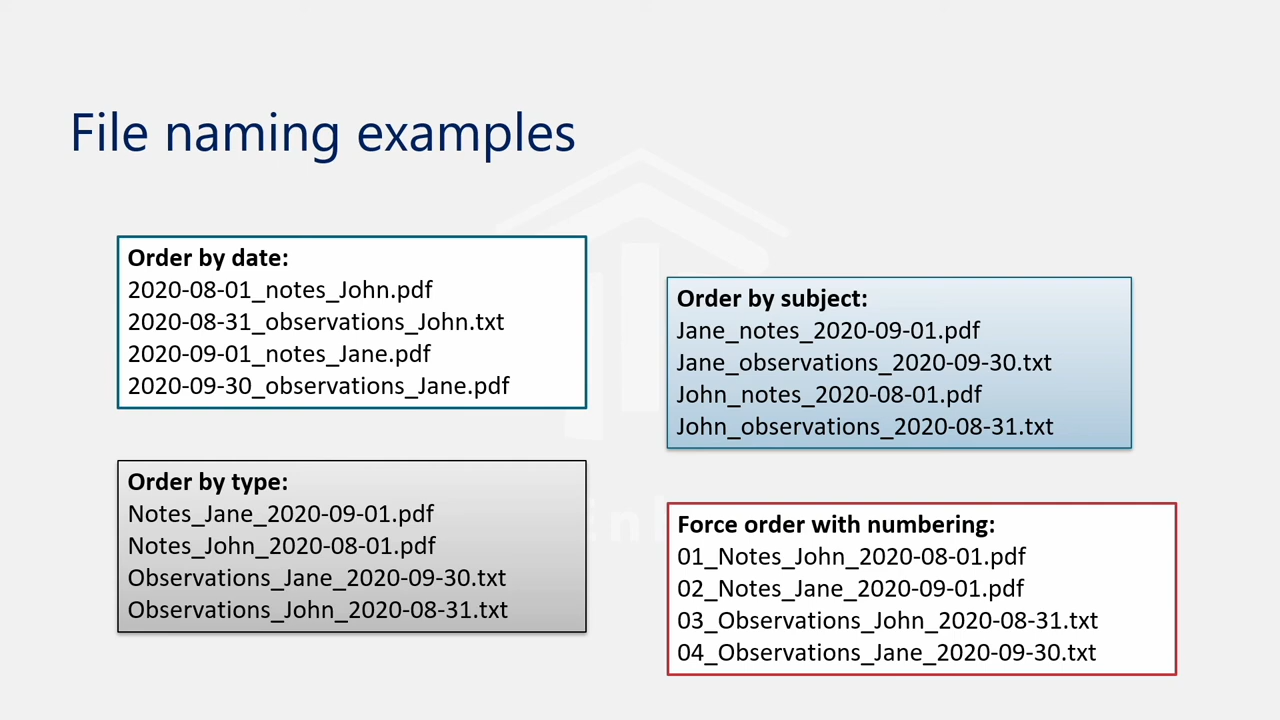 File naming examples
Order by date:
2020-08-01_notes_John.pdf
2020-08-31_observations_John.txt
2020-09-01_notes_Jane.pdf
2020-09-30_observations_Jane.pdf
Order by subject:
Jane_notes_2020-09-01.pdf
Jane_observations_2020-09-30.txt
John_notes_2020-08-01.pdf
John_observations_2020-08-31.txt
Order by type:
Notes_Jane_2020-09-01.pdf
Notes_John_2020-08-01.pdf
Observations_Jane_2020-09-30.txt
Observations_John_2020-08-31.txt
Force order with numbering:
01_Notes_John_2020-08-01.pdf
02_Notes_Jane_2020-09-01.pdf
03_Observations_John_2020-08-31.txt
04_Observations_Jane_2020-09-30.txt